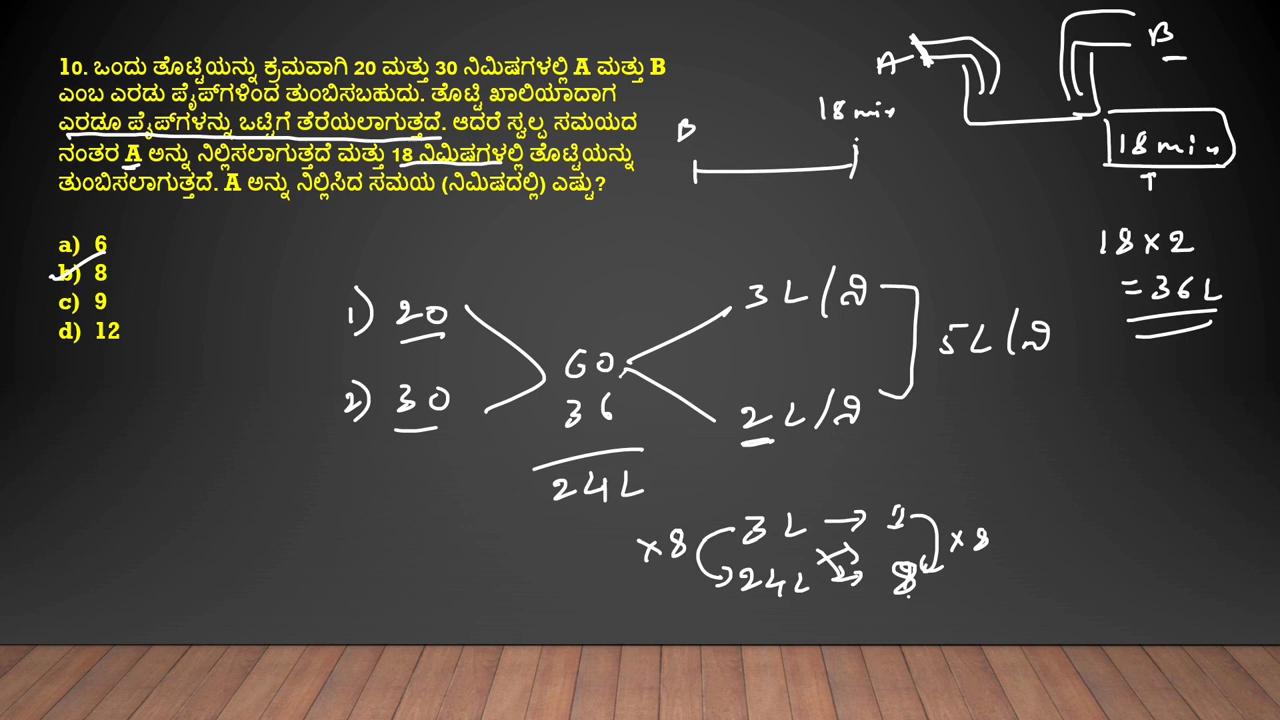 10. ಒಂದು ತೊಟ್ಟಿಯನ್ನು ಕ್ರಮವಾಗಿ 20 ಮತ್ತು 30 ನಿಮಿಷಗಳಲ್ಲಿ A ಮತ್ತು B
ಎಂಬ ಎರಡು ಪೈಪ್‌ಗಳಿಂದ ತುಂಬಿಸಬಹುದು. ತೊಟ್ಟಿ ಖಾಲಿಯಾದಾಗ
ಎರಡೂ ಪೈಪ್‌ಗಳನ್ನು ಒಟ್ಟಿಗೆ ತೆರೆಯಲಾಗುತ್ತದೆ. ಆದರೆ ಸ್ವಲ್ಪ ಸಮಯದ
ನಂತರ A ಅನ್ನು ನಿಲ್ಲಿಸಲಾಗುತ್ತದೆ ಮತ್ತು 18 ನಿಮಿಷಗಳಲ್ಲಿ ತೊಟ್ಟಿಯನ್ನು
ತುಂಬಿಸಲಾಗುತ್ತದೆ. A ಅನ್ನು ನಿಲ್ಲಿಸಿದ ಸಮಯ (ನಿಮಿಷದಲ್ಲಿ) ಎಷ್ಟು?
a) 6
b) 8
c) 9
d) 12
A
B
18 min
T
B
18 min
18 × 2
= 36 L
1) 20
2) 30
60
36
24L
3 L/ನಿ
2 L/ನಿ
5L/ನಿ
×8 3 L → 1 ×8
24L → 8